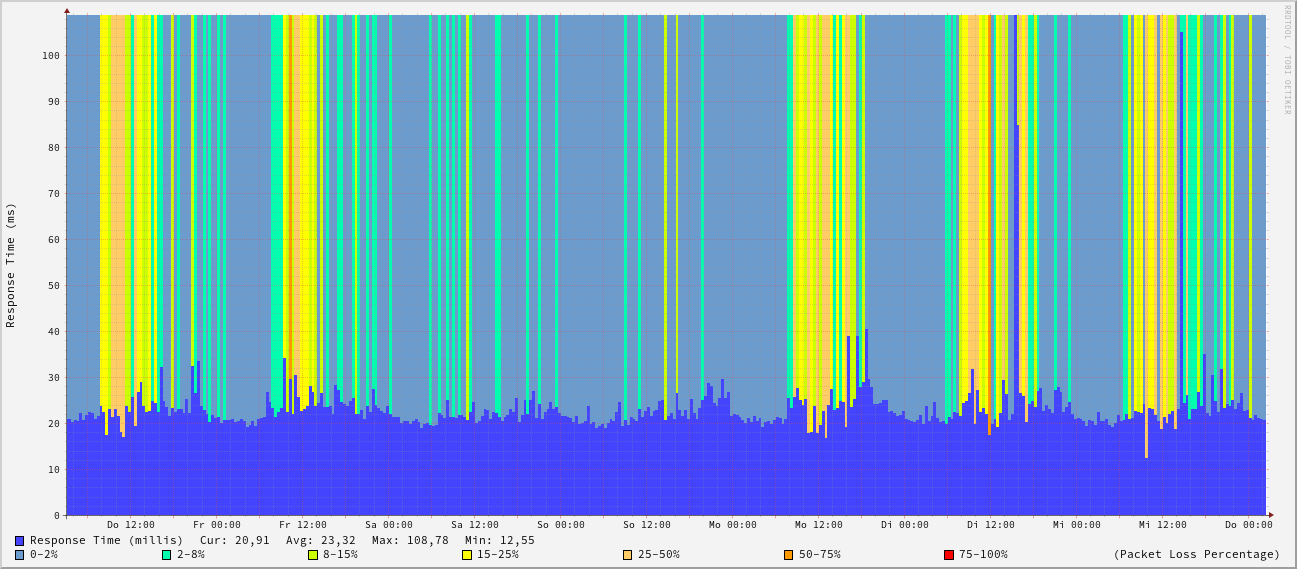 RRDTOOL / TOBI OETIKER
Response Time (ms)
100
90
80
70
60
50
40
30
20
10
0
Do 12:00 Fr 00:00 Fr 12:00 Sa 00:00 Sa 12:00 So 00:00 So 12:00 Mo 00:00 Mo 12:00 Di 00:00 Di 12:00 Mi 00:00 Mi 12:00 Do 00:00
Response Time (millis) Cur: 20,91 Avg: 23,32 Max: 108,78 Min: 12,55
0-2% 2-8% 8-15% 15-25% 25-50% 50-75% 75-100% (Packet Loss Percentage)